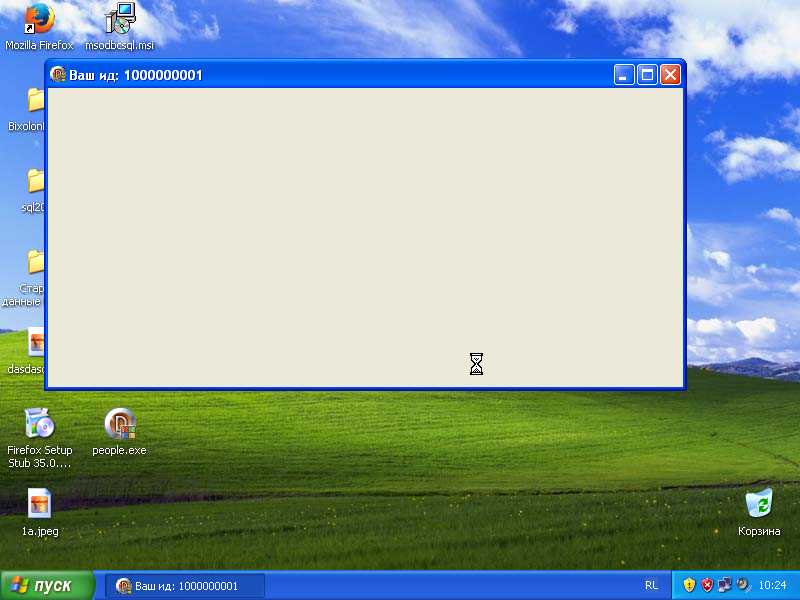 Mozilla Firefox
msodbcsql.msi
Ваш ид: 1000000001
Bixolon
sql20
Стар
данные
dasdasd
Firefox Setup
Stub 35.0....
people.exe
1a.jpeg
Корзина
пуск
Ваш ид: 1000000001
RL
10:24